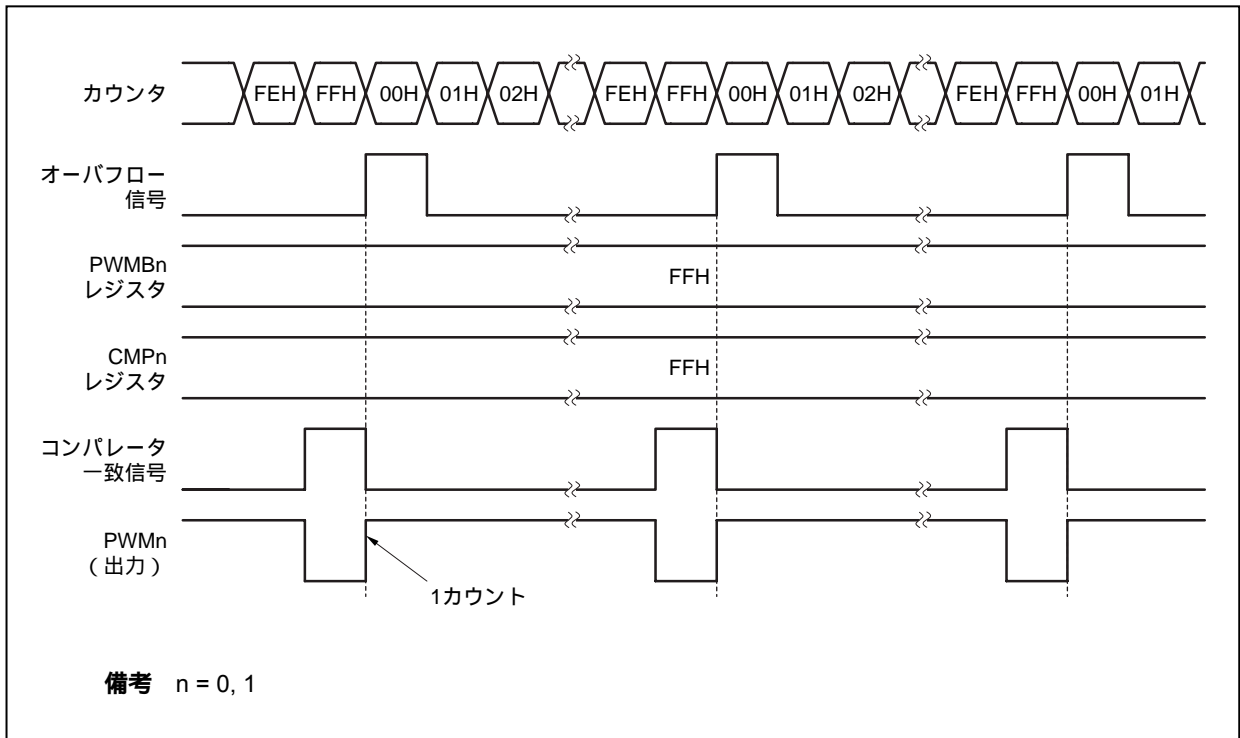 カウンタ
FEH FFH 00H 01H 02H FEH FFH 00H 01H 02H FEH FFH 00H 01H
オーバフロー
信号
PWMBn
レジスタ
FFH
CMPn
レジスタ
FFH
コンパレータ
一致信号
PWMn
（出力）
1カウント
備考 n = 0, 1